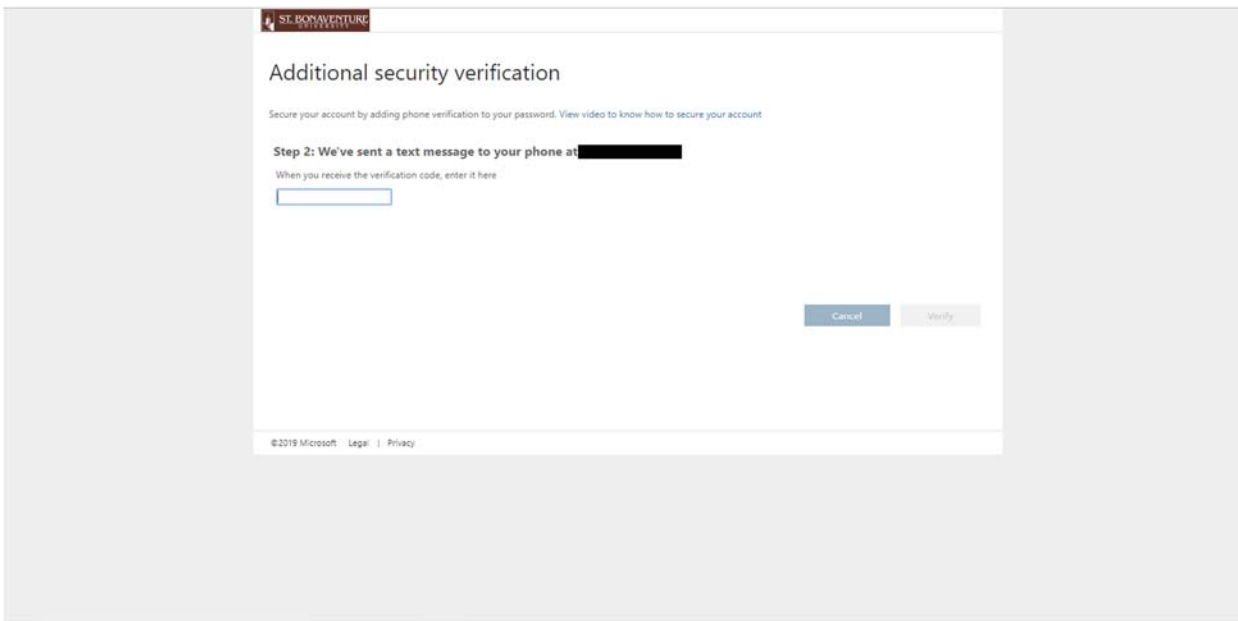 ST. BONAVENTURE
UNIVERSITY
Additional security verification
Secure your account by adding phone verification to your password. View video to know how to secure your account
Step 2: We've sent a text message to your phone at
When you receive the verification code, enter it here
Cancel
Verify
©2019 Microsoft Legal | Privacy